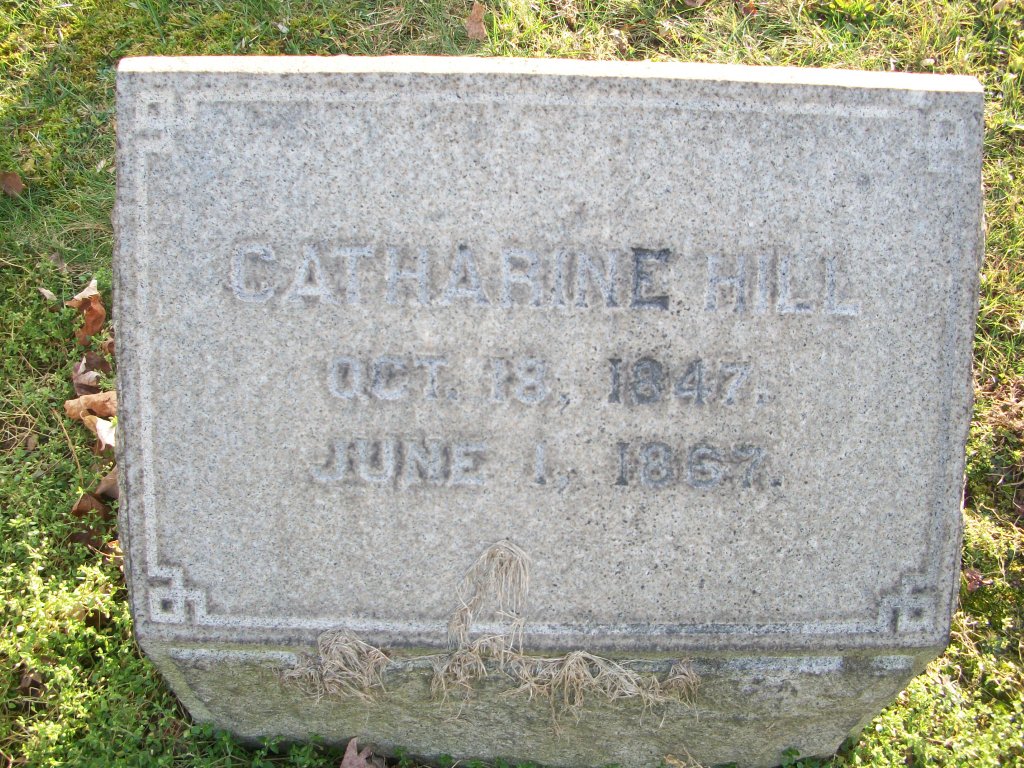 CATHARINE HILL
OCT. 18, 1847.
JUNE 1, 1867.